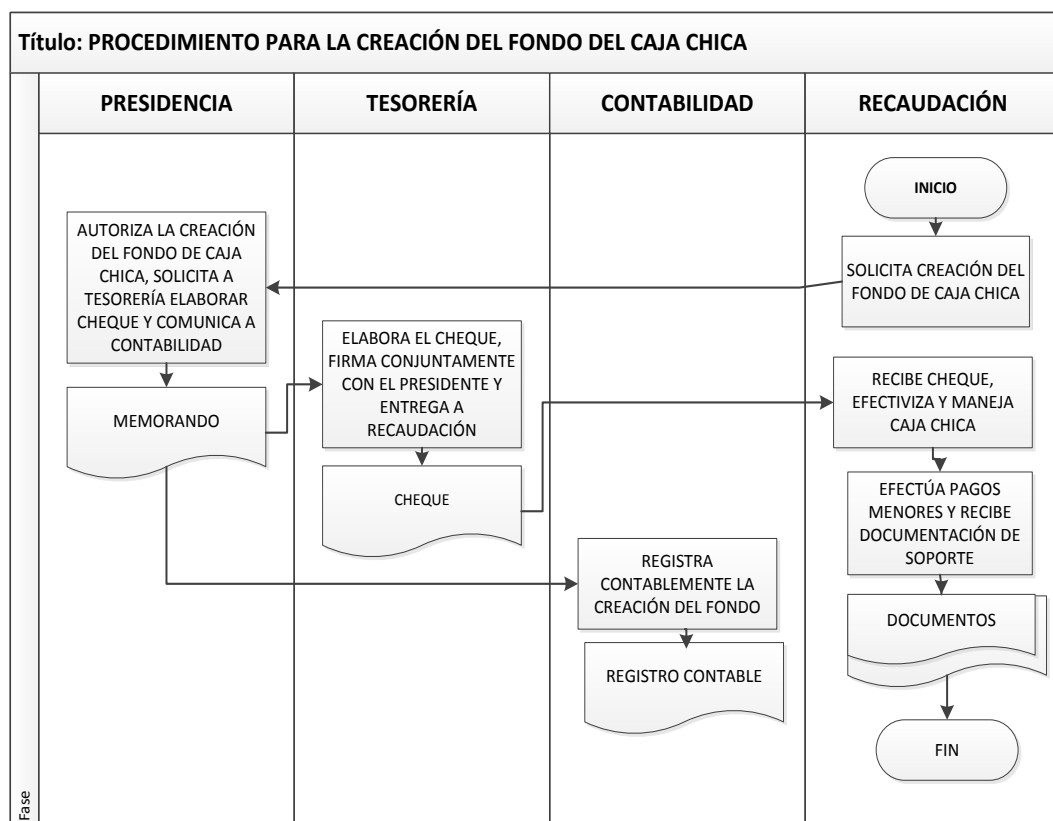 Título: PROCEDIMIENTO PARA LA CREACIÓN DEL FONDO DEL CAJA CHICA
PRESIDENCIA
TESORERÍA
CONTABILIDAD
RECAUDACIÓN
INICIO
SOLICITA CREACIÓN DEL
FONDO DE CAJA CHICA
AUTORIZA LA CREACIÓN
DEL FONDO DE CAJA
CHICA, SOLICITA A
TESORERÍA ELABORAR
CHEQUE Y COMUNICA A
CONTABILIDAD
MEMORANDO
ELABORA EL CHEQUE,
FIRMA CONJUNTAMENTE
CON EL PRESIDENTE Y
ENTREGA A
RECAUDACIÓN
CHEQUE
REGISTRA
CONTABLEMENTE LA
CREACIÓN DEL FONDO
REGISTRO CONTABLE
RECIBE CHEQUE,
EFECTIVIZA Y MANEJA
CAJA CHICA
EFECTÚA PAGOS
MENORES Y RECIBE
DOCUMENTACIÓN DE
SOPORTE
DOCUMENTOS
FIN
Fase